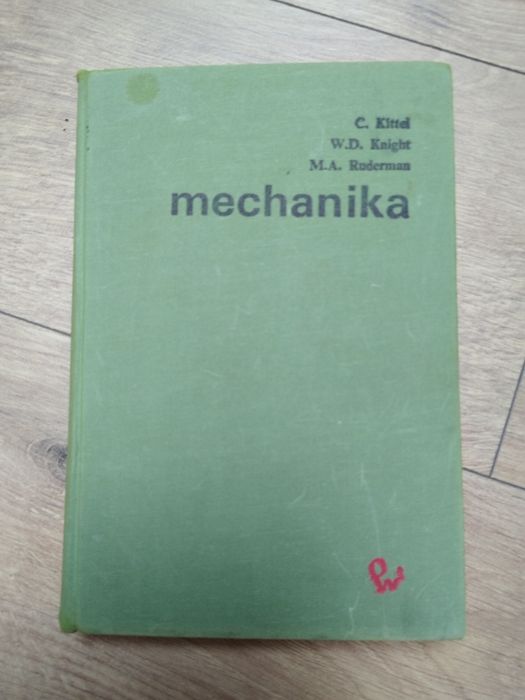 C. Kittel
W.D. Knight
M.A. Ruderman
mechanika